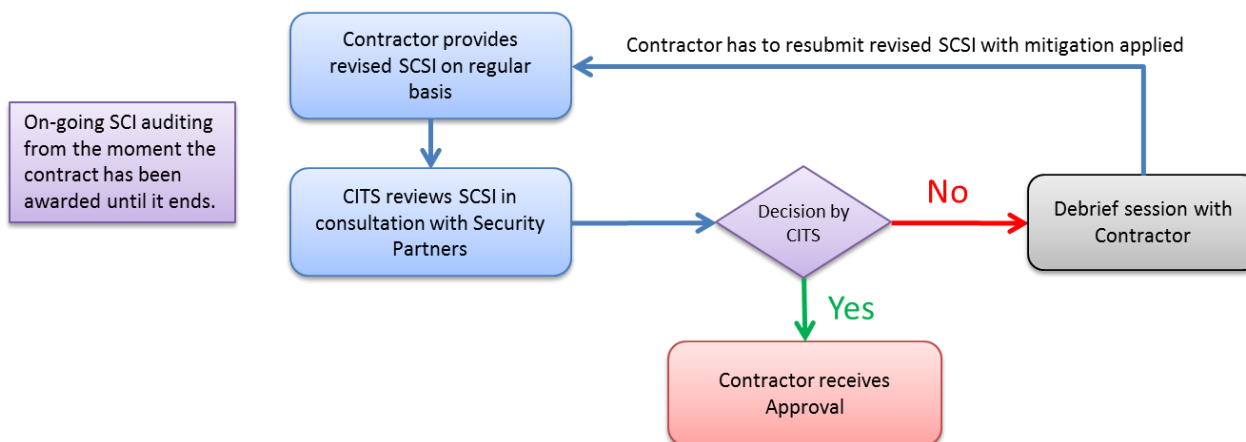 Contractor provides
revised SCSI on regular
basis
Contractor has to resubmit revised SCSI with mitigation applied
On-going SCI auditing
from the moment the
contract has been
awarded until it ends.
CITS reviews SCSI in
consultation with Security
Partners
Decision by
CITS
No
Debrief session with
Contractor
Yes
Contractor receives
Approval